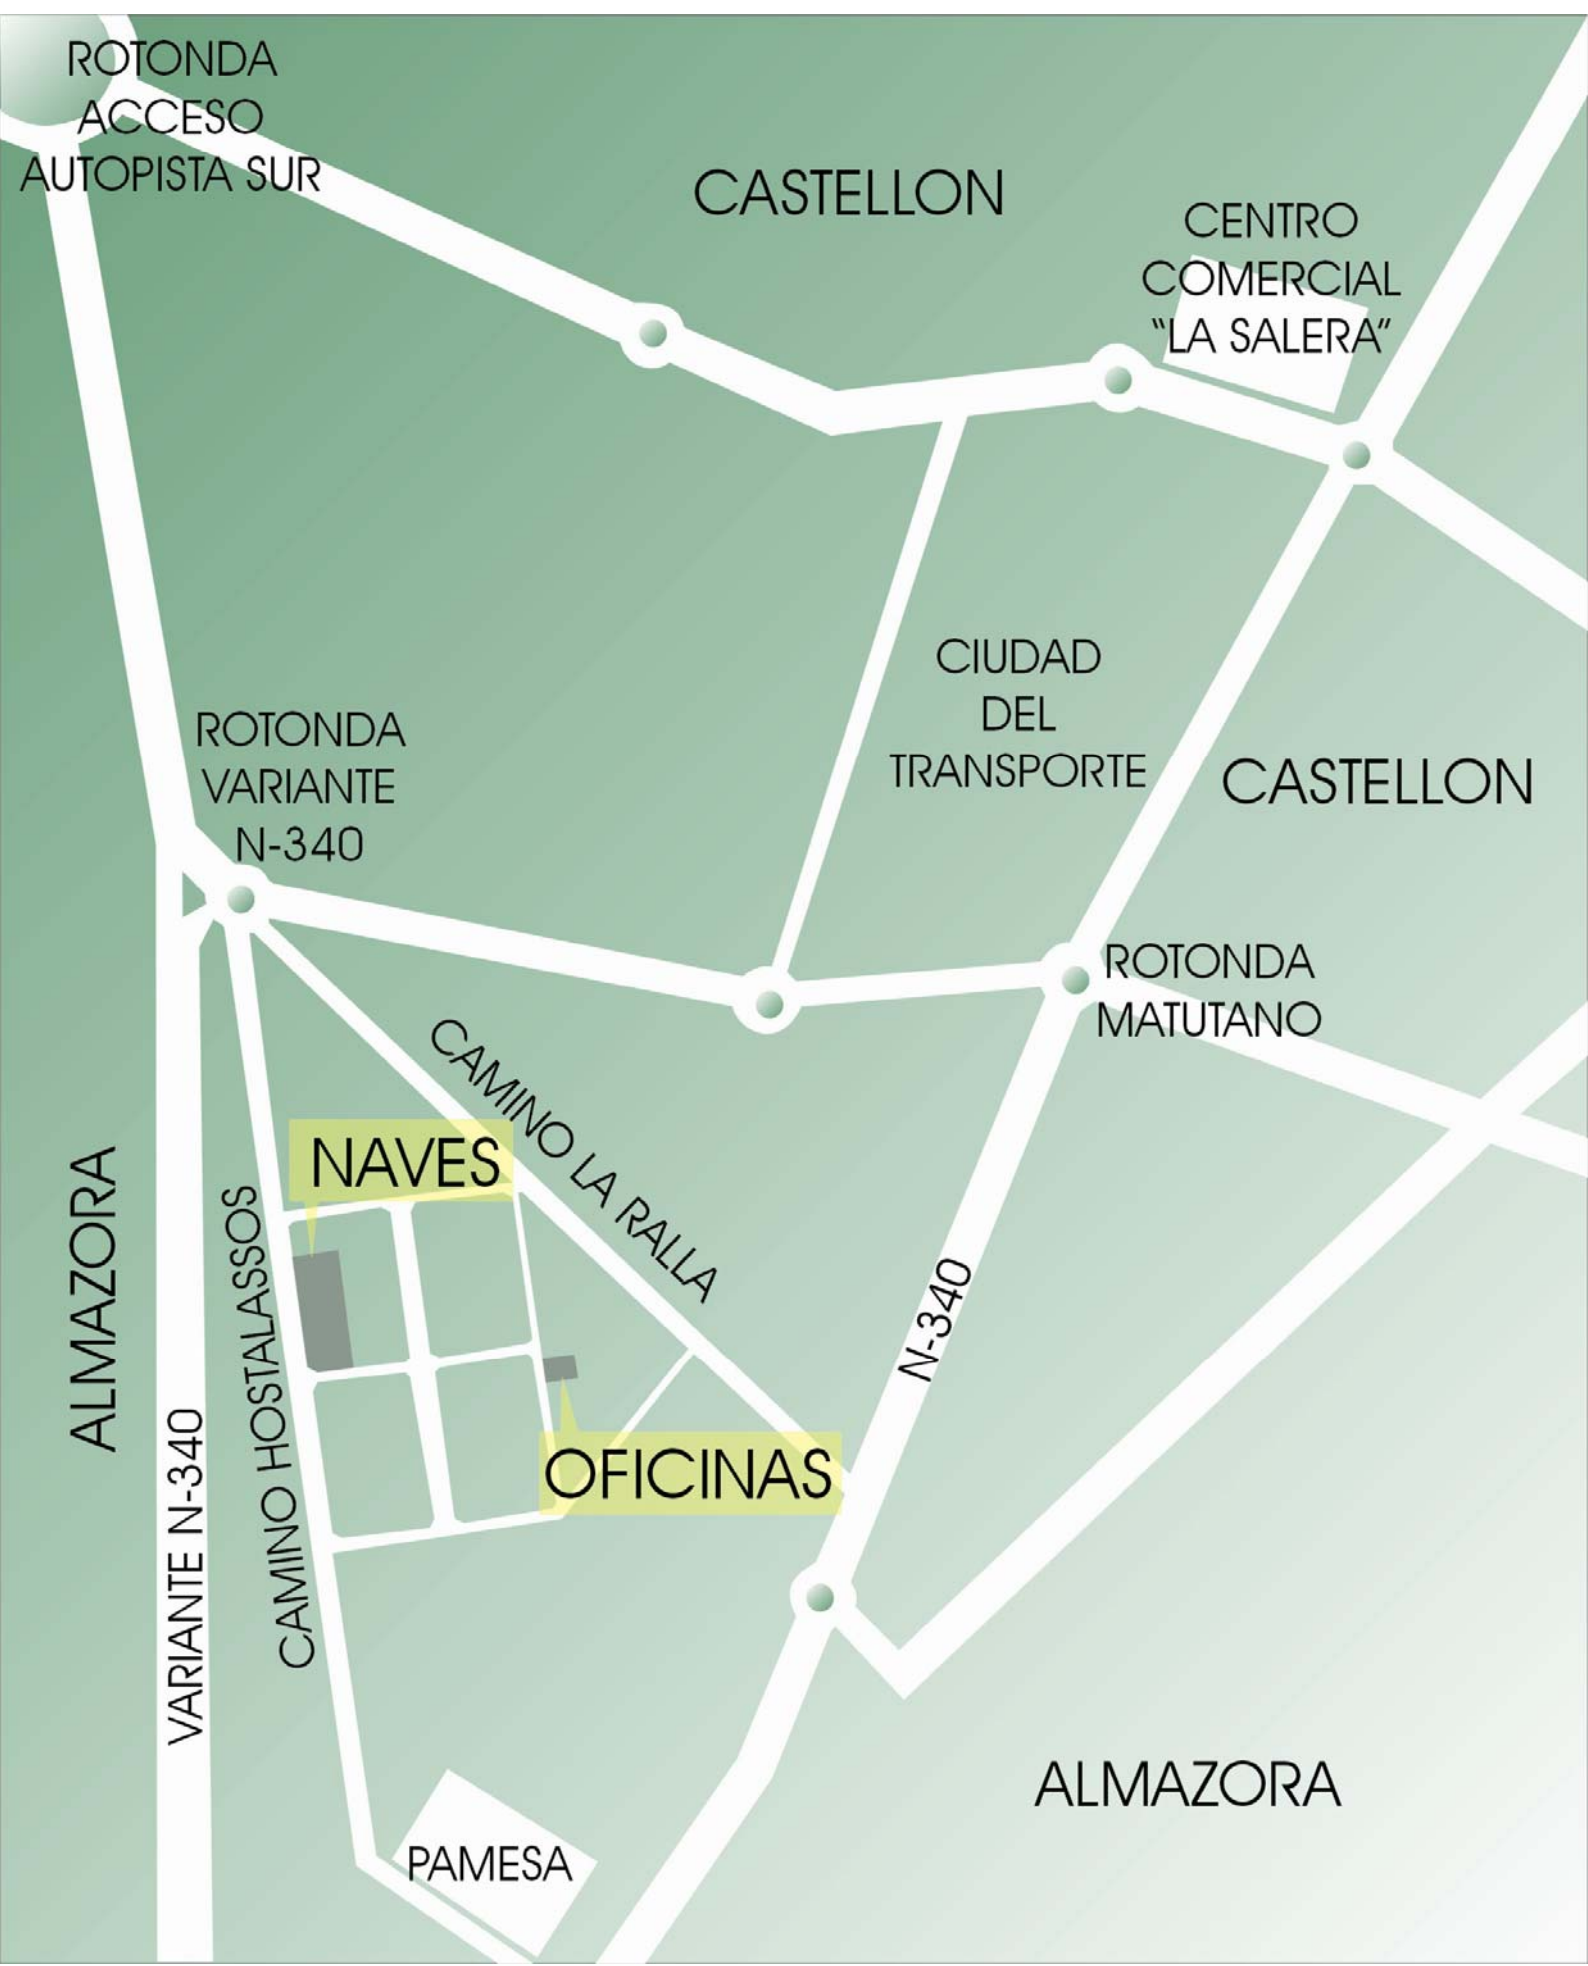 ROTONDA
ACCESO
AUTOPISTA SUR
CASTELLON
CENTRO
COMERCIAL
“LA SALERA”
CIUDAD
DEL
TRANSPORTE
CASTELLON
ROTONDA
VARIANTE
N-340
ROTONDA
MATUTANO
CAMINO LA RALLA
NAVES
ALMAZORA
CAMINO HOSTALASSOS
N-340
VARIANTE N-340
OFICINAS
ALMAZORA
PAMESA